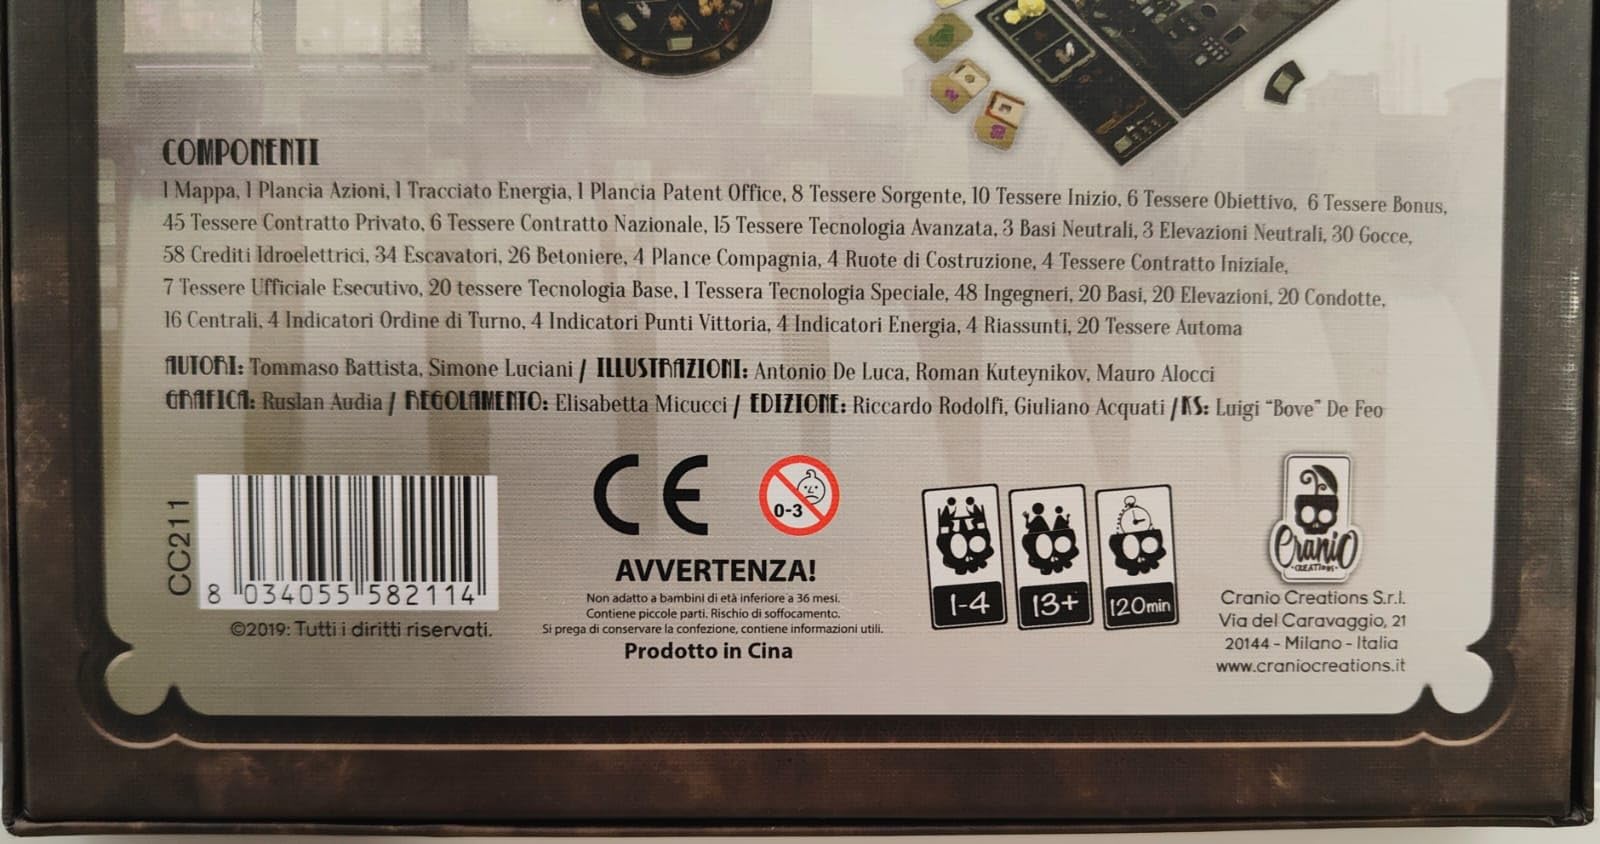 COMPONENTI
1 Mappa, 1 Plancia Azioni, 1 Tracciato Energia, 1 Plancia Patent Office, 8 Tessere Sorgente, 10 Tessere Inizio, 6 Tessere Obiettivo, 6 Tessere Bonus,
45 Tessere Contratto Privato, 6 Tessere Contratto Nazionale, 15 Tessere Tecnologia Avanzata, 3 Basi Neutrali, 3 Elevazioni Neutrali, 30 Gocce,
58 Crediti Idroelettrici, 34 Escavatori, 26 Betoniere, 4 Plance Compagnia, 4 Ruote di Costruzione, 4 Tessere Contratto Iniziale,
7 Tessere Ufficiale Esecutivo, 20 tessere Tecnologia Base, 1 Tessera Tecnologia Speciale, 48 Ingegneri, 20 Basi, 20 Elevazioni, 20 Condotte,
16 Centrali, 4 Indicatori Ordine di Turno, 4 Indicatori Punti Vittoria, 4 Indicatori Energia, 4 Riassunti, 20 Tessere Automa
AUTORI: Tommaso Battista, Simone Luciani / ILLUSTRAZIONI: Antonio De Luca, Roman Kuteynikov, Mauro Alocci
GRAFICA: Ruslan Audia / REGOLAMENTO: Elisabetta Micucci / EDIZIONE: Riccardo Rodolfi, Giuliano Acquati / KS: Luigi “Bove” De Feo
CC211
8 034055 582114
©2019: Tutti i diritti riservati.
CE
0-3
AVVERTENZA!
Non adatto a bambini di età inferiore a 36 mesi.
Contiene piccole parti. Rischio di soffocamento.
Si prega di conservare la confezione, contiene informazioni utili.
Prodotto in Cina
1-4
13+
120min
Cranio
CREATIONS
Cranio Creations S.r.l.
Via del Caravaggio, 21
20144 - Milano - Italia
www.craniocreations.it